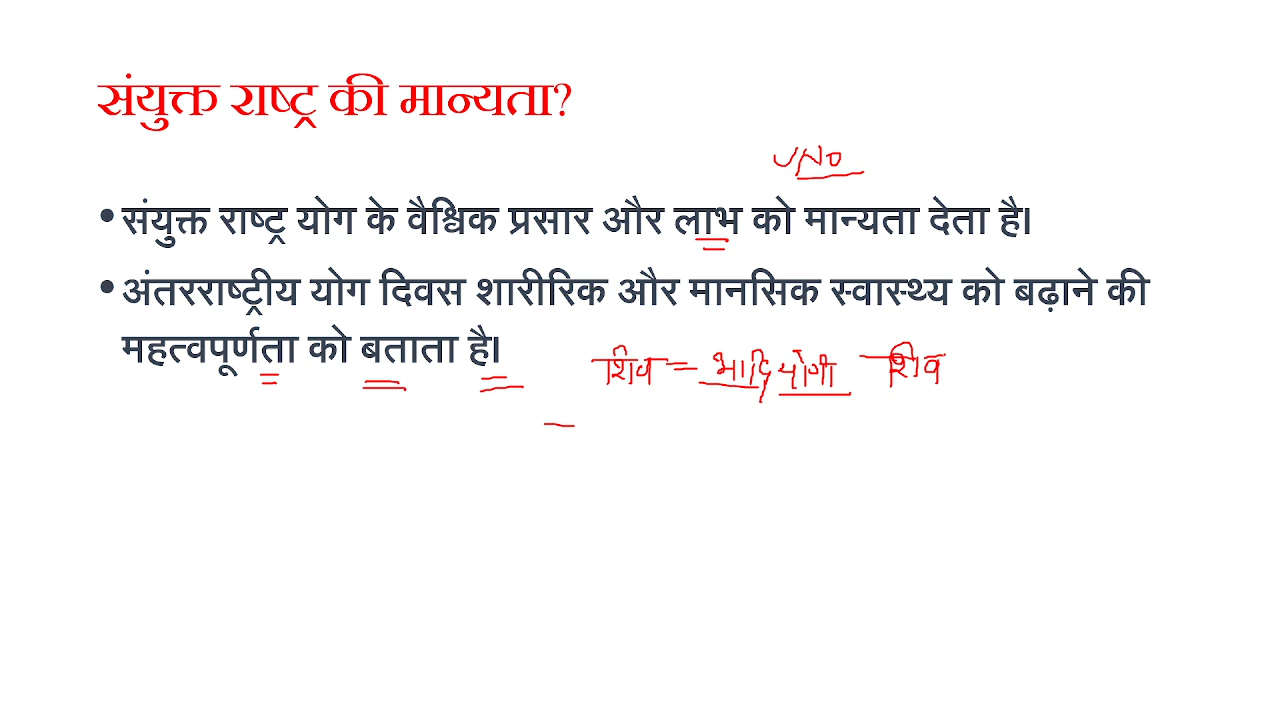 संयुक्त राष्ट्र की मान्यता?
UNO
•संयुक्त राष्ट्र योग के वैश्विक प्रसार और लाभ को मान्यता देता है।
•अंतरराष्ट्रीय योग दिवस शारीरिक और मानसिक स्वास्थ्य को बढ़ाने की
महत्वपूर्णता को बताता है।
शिव = आदि योगी शिव